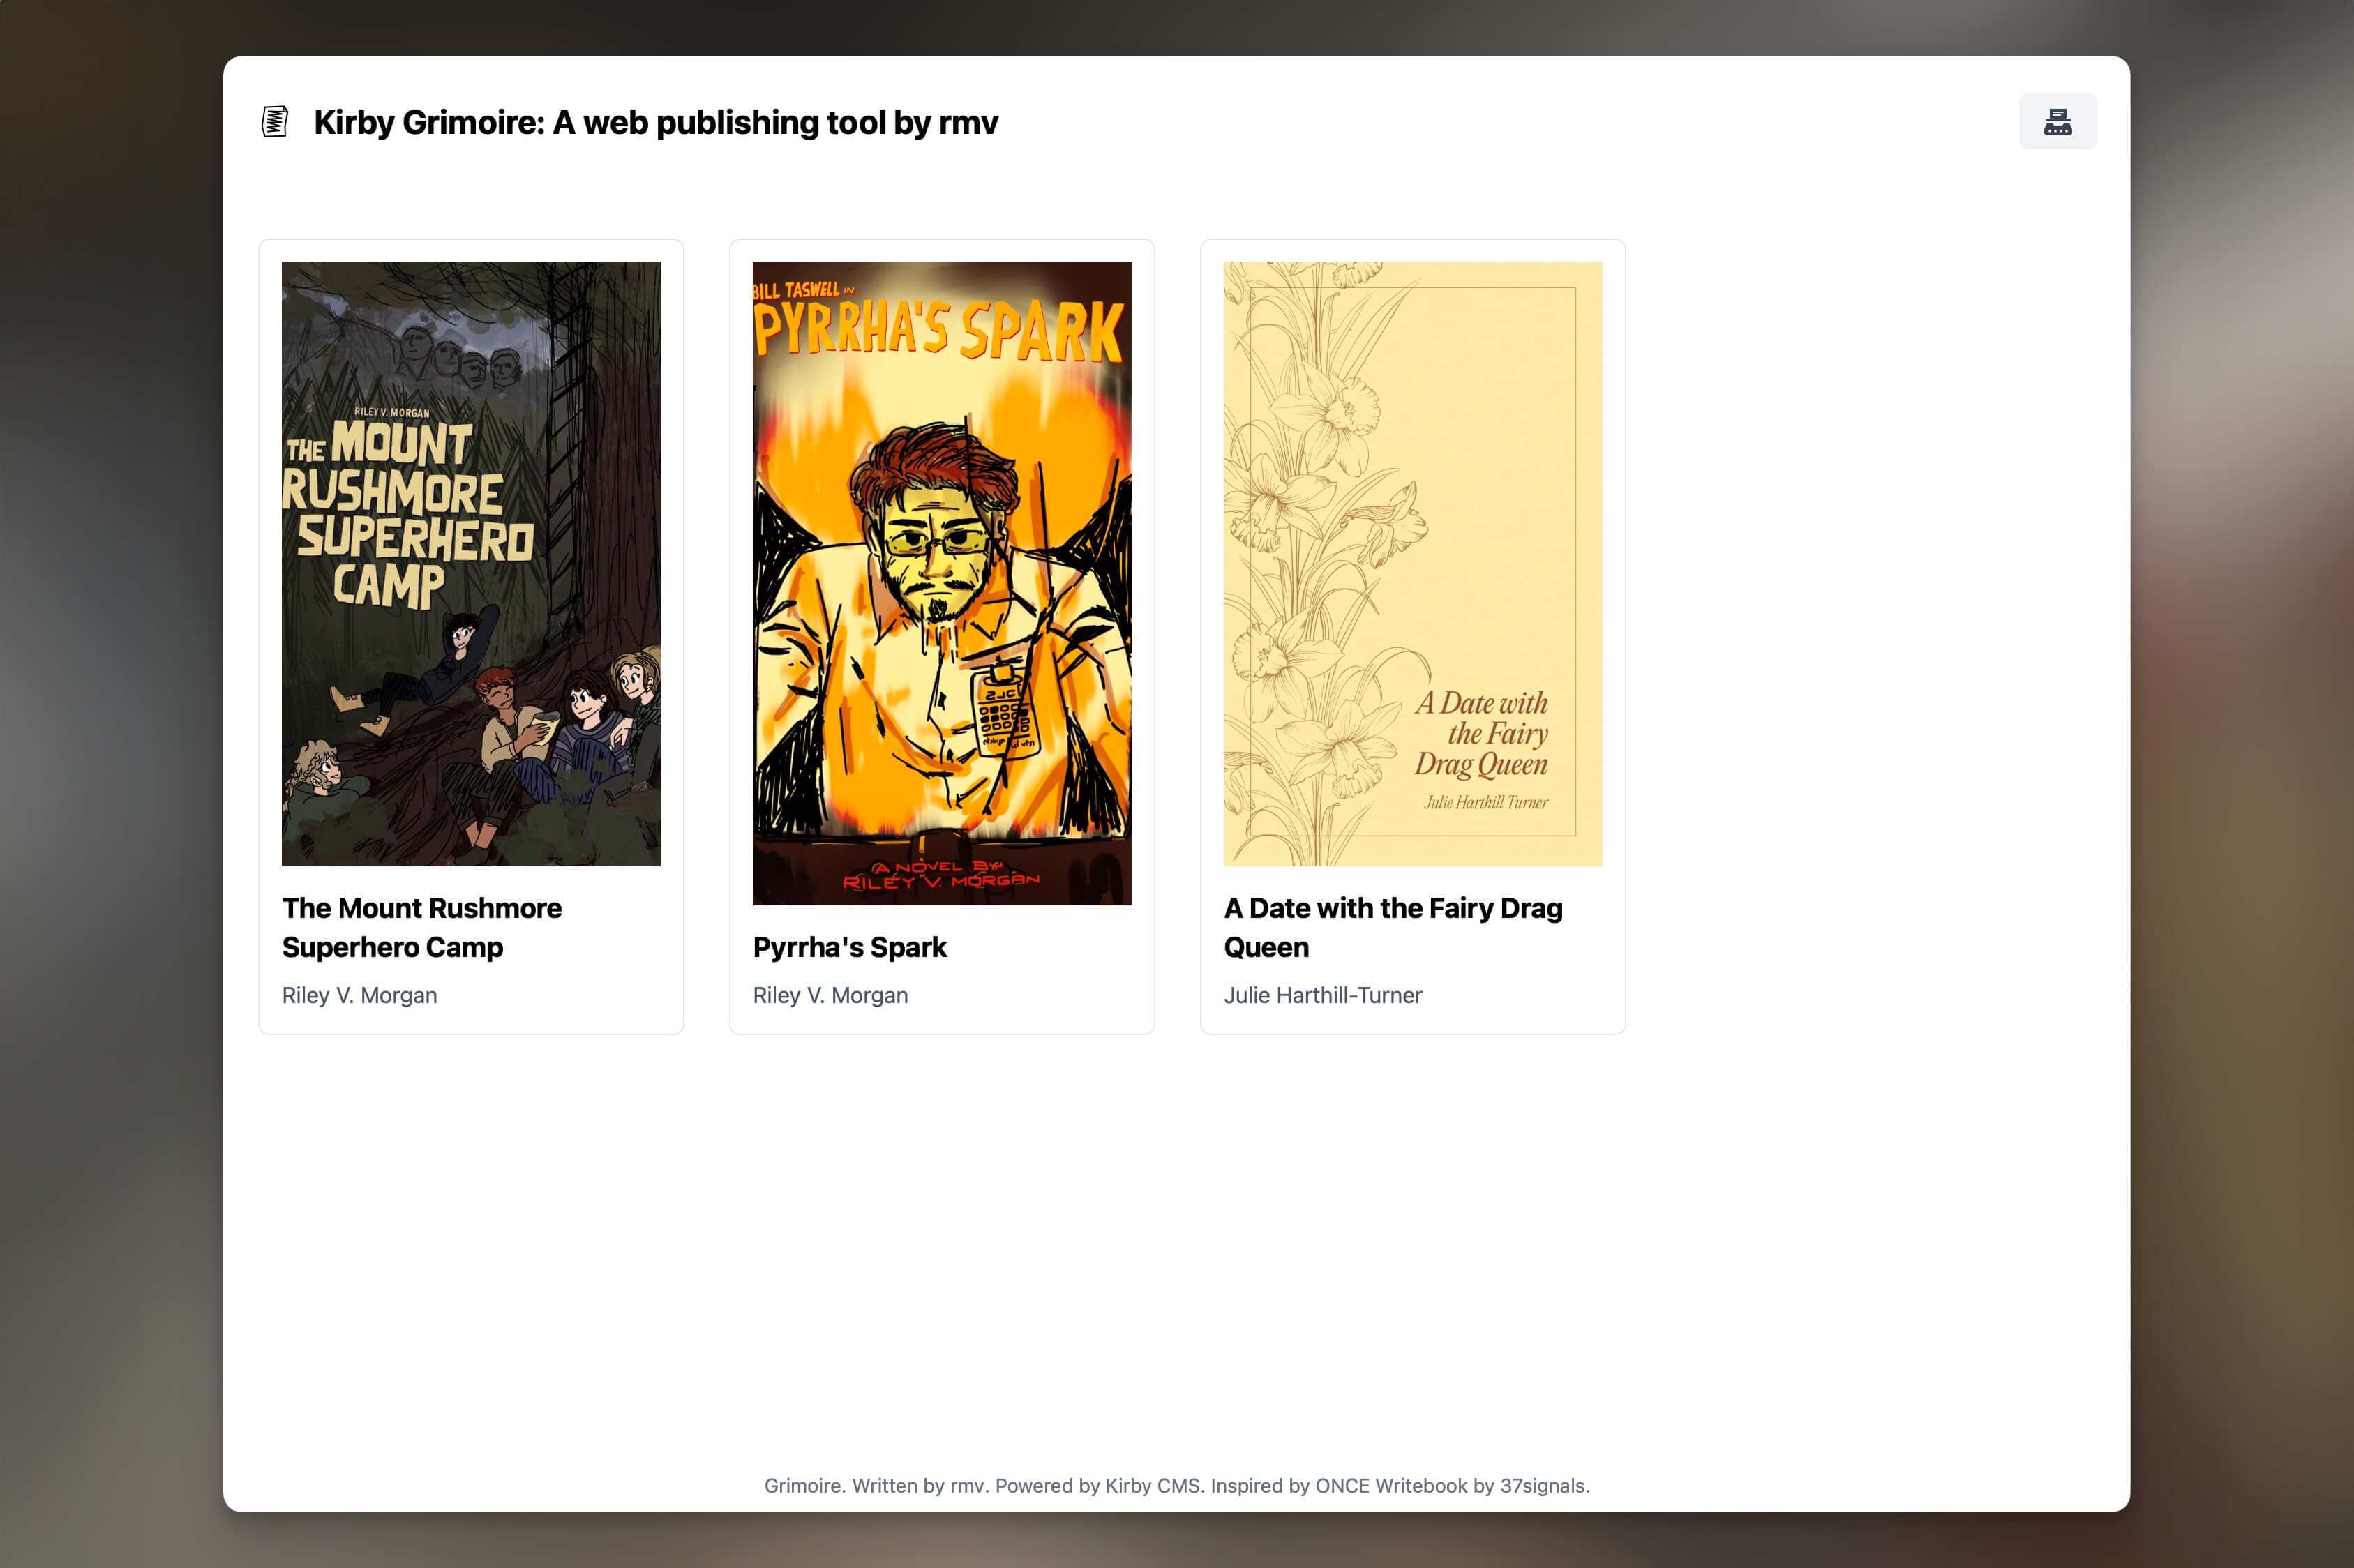 Kirby Grimoire: A web publishing tool by rmv
RILEY V. MORGAN
THE MOUNT
RUSHMORE
SUPERHERO
CAMP
The Mount Rushmore
Superhero Camp
Riley V. Morgan
BILL TASWELL IN
PYRRHA'S SPARK
A NOVEL BY
RILEY V. MORGAN
Pyrrha's Spark
Riley V. Morgan
A Date with
the Fairy
Drag Queen
Julie Harthill Turner
A Date with the Fairy Drag
Queen
Julie Harthill-Turner
Grimoire. Written by rmv. Powered by Kirby CMS. Inspired by ONCE Writebook by 37signals.